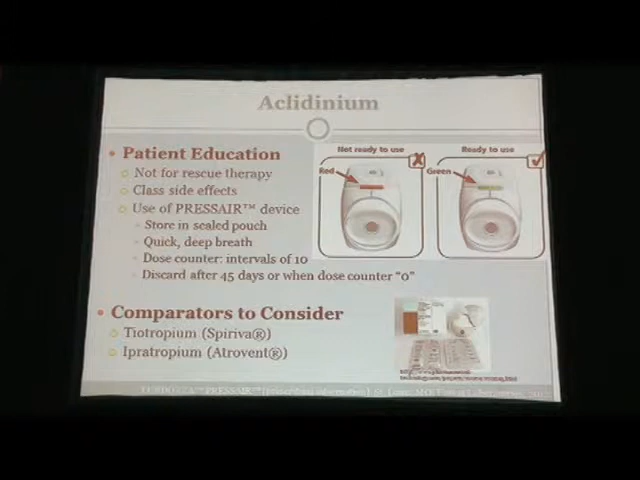 Aclidinium
• Patient Education
Not for rescue therapy
Class side effects
Use of PRESSAIR™ device
Store in sealed pouch
Quick, deep breath
Dose counter: intervals of 10
Discard after 45 days or when dose counter "0"
Not ready to use
Red
Ready to use
Green
• Comparators to Consider
Tiotropium (Spiriva®)
Ipratropium (Atrovent®)